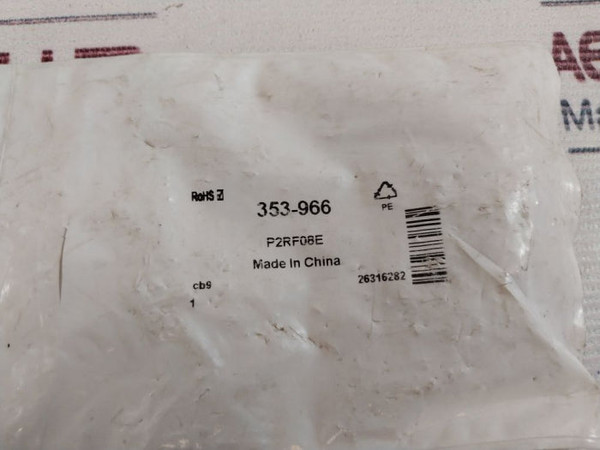 RoHS
353-966
PE
P2RF08E
Made In China
26316282
cb9
1